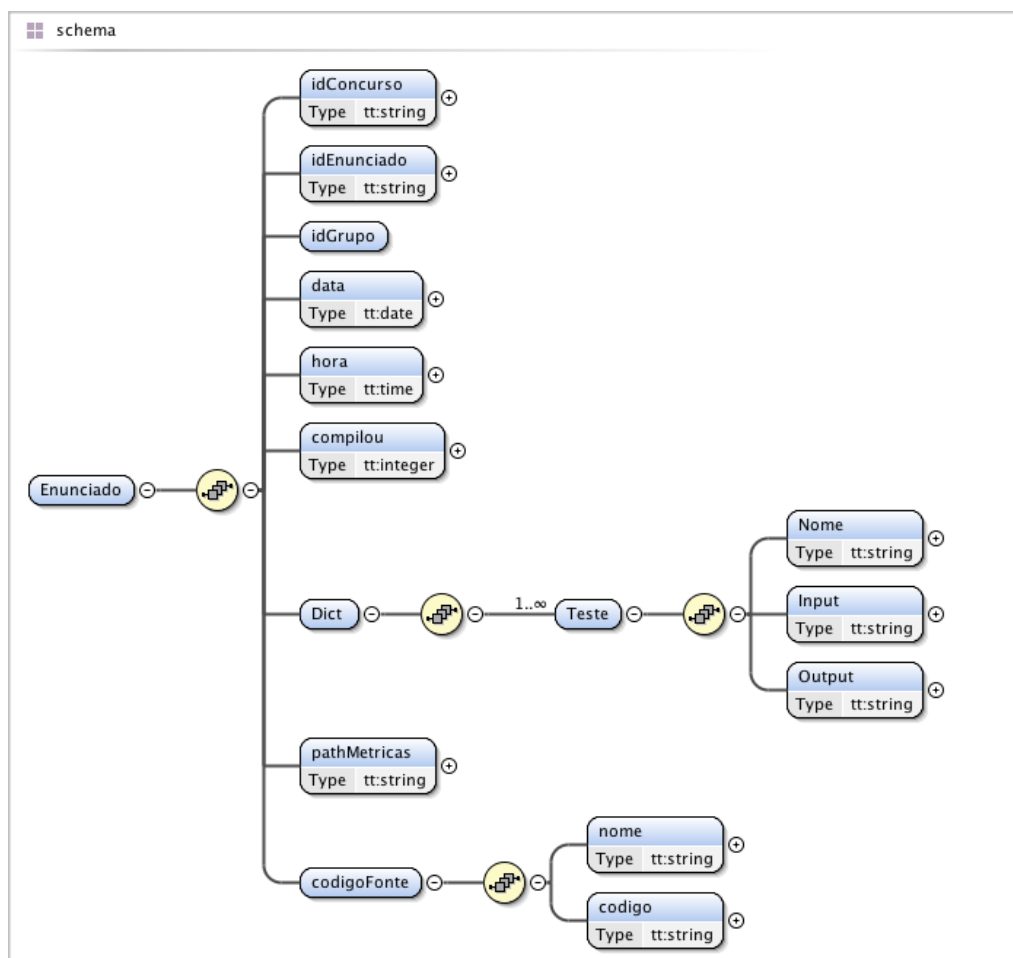 schema
idConcurso
Type tt:string
idEnunciado
Type tt:string
idGrupo
data
Type tt:date
hora
Type tt:time
compilou
Type tt:integer
Enunciado
Dict
1..∞
Teste
Nome
Type tt:string
Input
Type tt:string
Output
Type tt:string
pathMetricas
Type tt:string
codigoFonte
nome
Type tt:string
codigo
Type tt:string